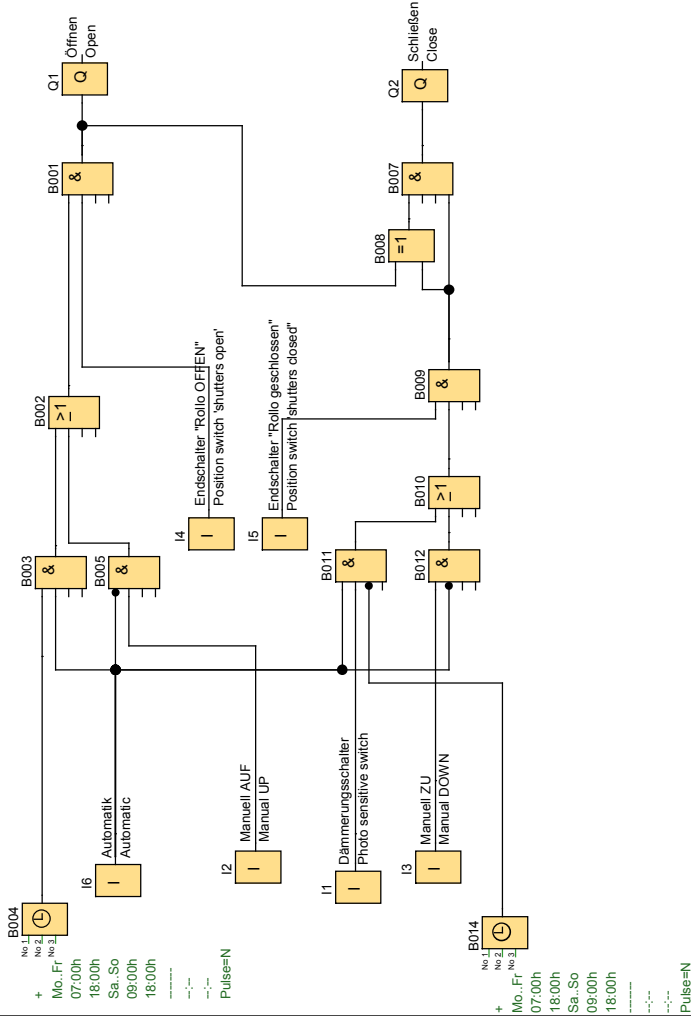 B004
No 1
No 2
No 3
+
Mo..Fr
07:00h
18:00h
Sa..So
09:00h
18:00h
------
--:--
--:--
Pulse=N
I6
I
Automatik
Automatic
I2
I
Manuell AUF
Manual UP
I1
I
Dämmerungsschalter
Photo sensitive switch
I3
I
Manuell ZU
Manual DOWN
B014
No 1
No 2
No 3
+
Mo..Fr
07:00h
18:00h
Sa..So
09:00h
18:00h
------
--:--
--:--
Pulse=N
B003
&
B005
&
I4
I
Endschalter "Rollo OFFEN"
Position switch 'shutters open'
I5
I
Endschalter "Rollo geschlossen"
Position switch 'shutters closed"
B011
&
B012
&
B002
≥1
B010
≥1
B009
&
B008
=1
B001
&
B007
&
Q1
Q
Öffnen
Open
Q2
Q
Schließen
Close